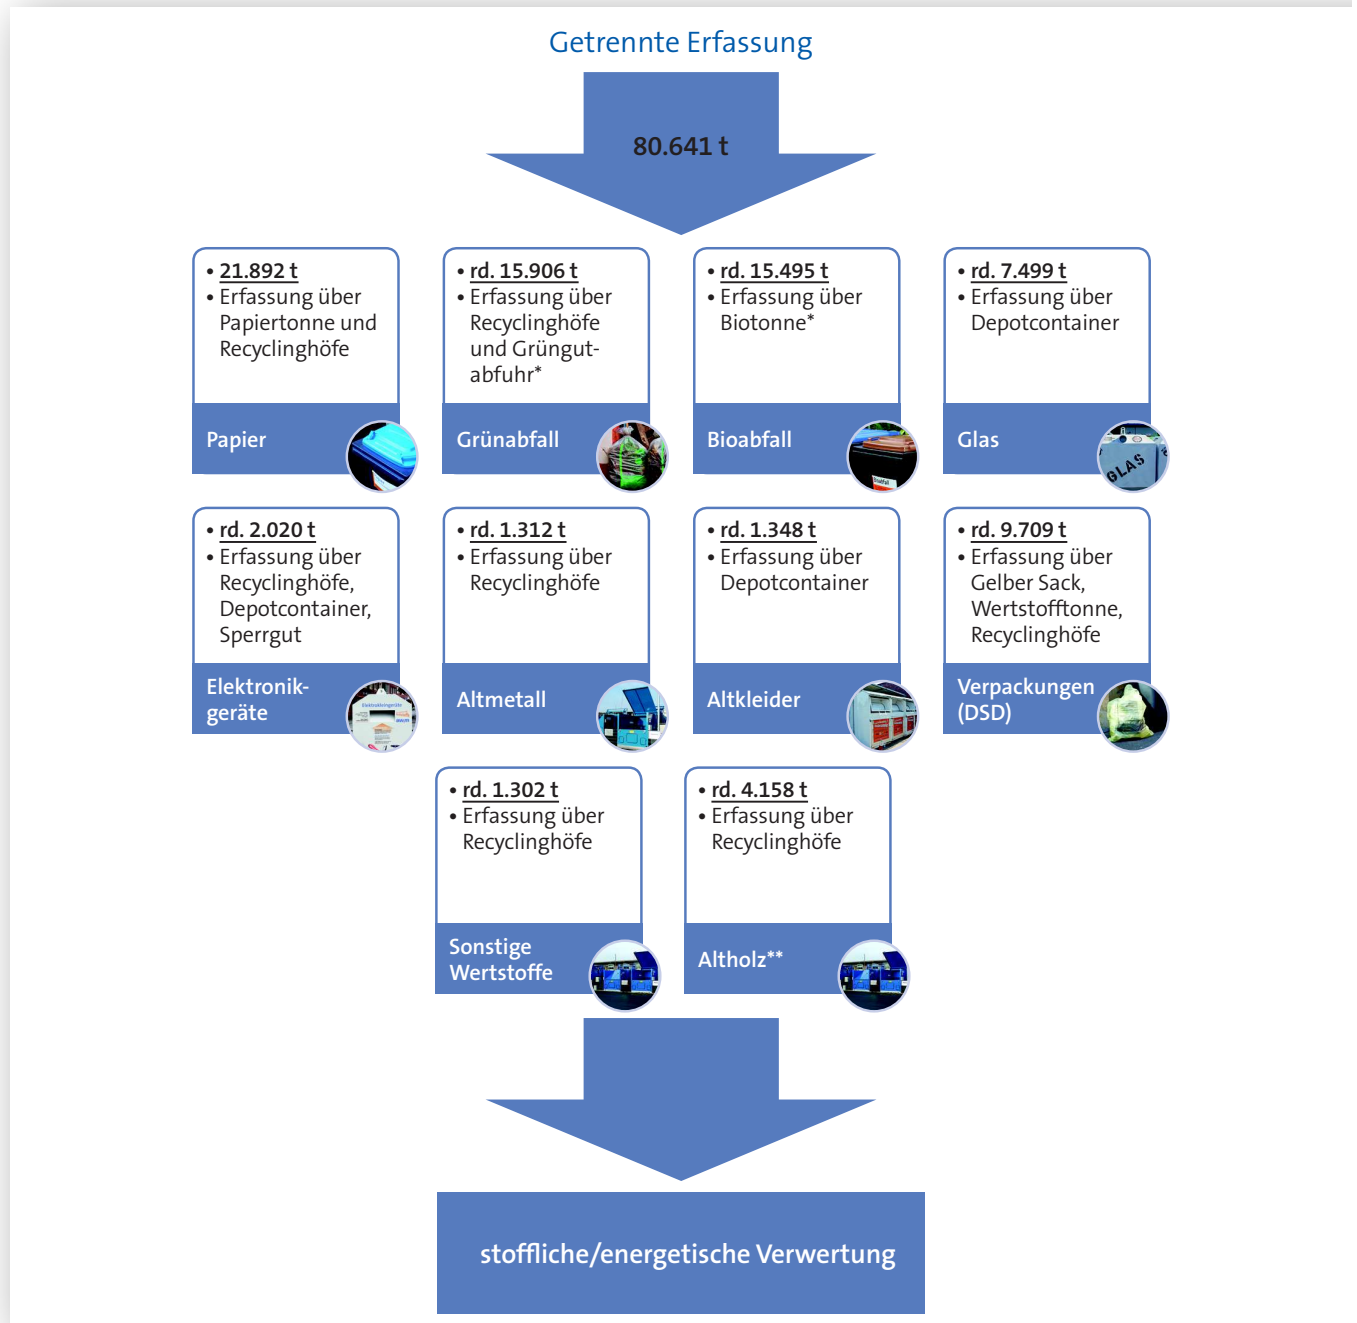 Getrennte Erfassung
80.641 t
• 21.892 t
• Erfassung über
Papiertonne und
Recyclinghöfe
Papier
• rd. 15.906 t
• Erfassung über
Recyclinghöfe
und Grüngut-
abfuhr*
Grünabfall
• rd. 15.495 t
• Erfassung über
Biotonne*
Bioabfall
• rd. 7.499 t
• Erfassung über
Depotcontainer
Glas
GLAS
• rd. 2.020 t
• Erfassung über
Recyclinghöfe,
Depotcontainer,
Sperrgut
Elektronik-
geräte
• rd. 1.312 t
• Erfassung über
Recyclinghöfe
Altmetall
• rd. 1.348 t
• Erfassung über
Depotcontainer
Altkleider
• rd. 9.709 t
• Erfassung über
Gelber Sack,
Wertstofftonne,
Recyclinghöfe
Verpackungen
(DSD)
• rd. 1.302 t
• Erfassung über
Recyclinghöfe
Sonstige
Wertstoffe
• rd. 4.158 t
• Erfassung über
Recyclinghöfe
Altholz**
stoffliche/energetische Verwertung